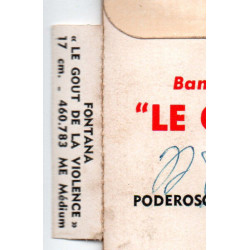 FONTANA
« LE GOUT DE LA VIOLENCE »
17 cm. - 460.783 ME Médium
Ban
"LE
PODEROSO